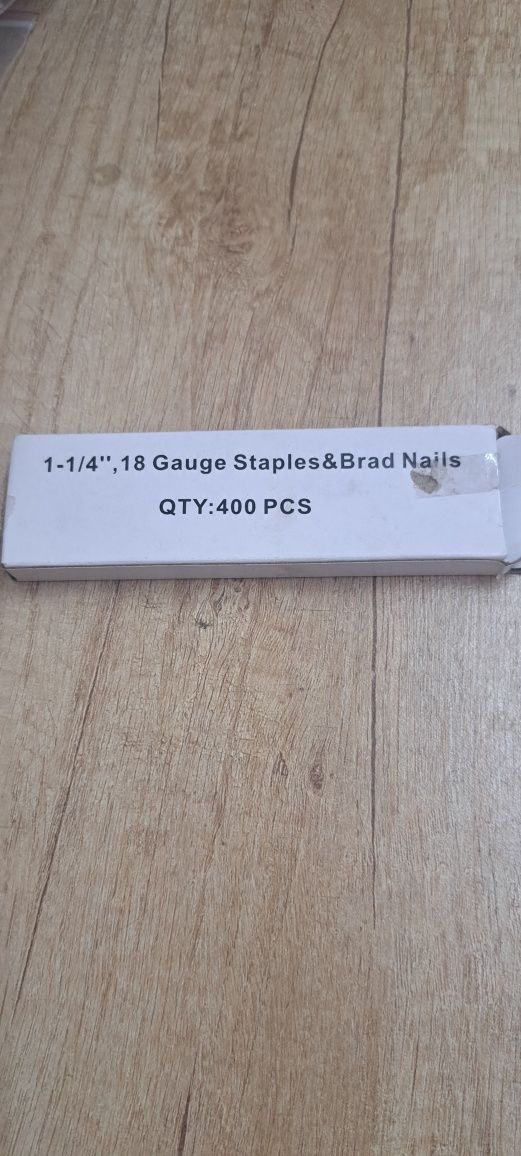 1-1/4'',18 Gauge Staples&Brad Nails
QTY:400 PCS